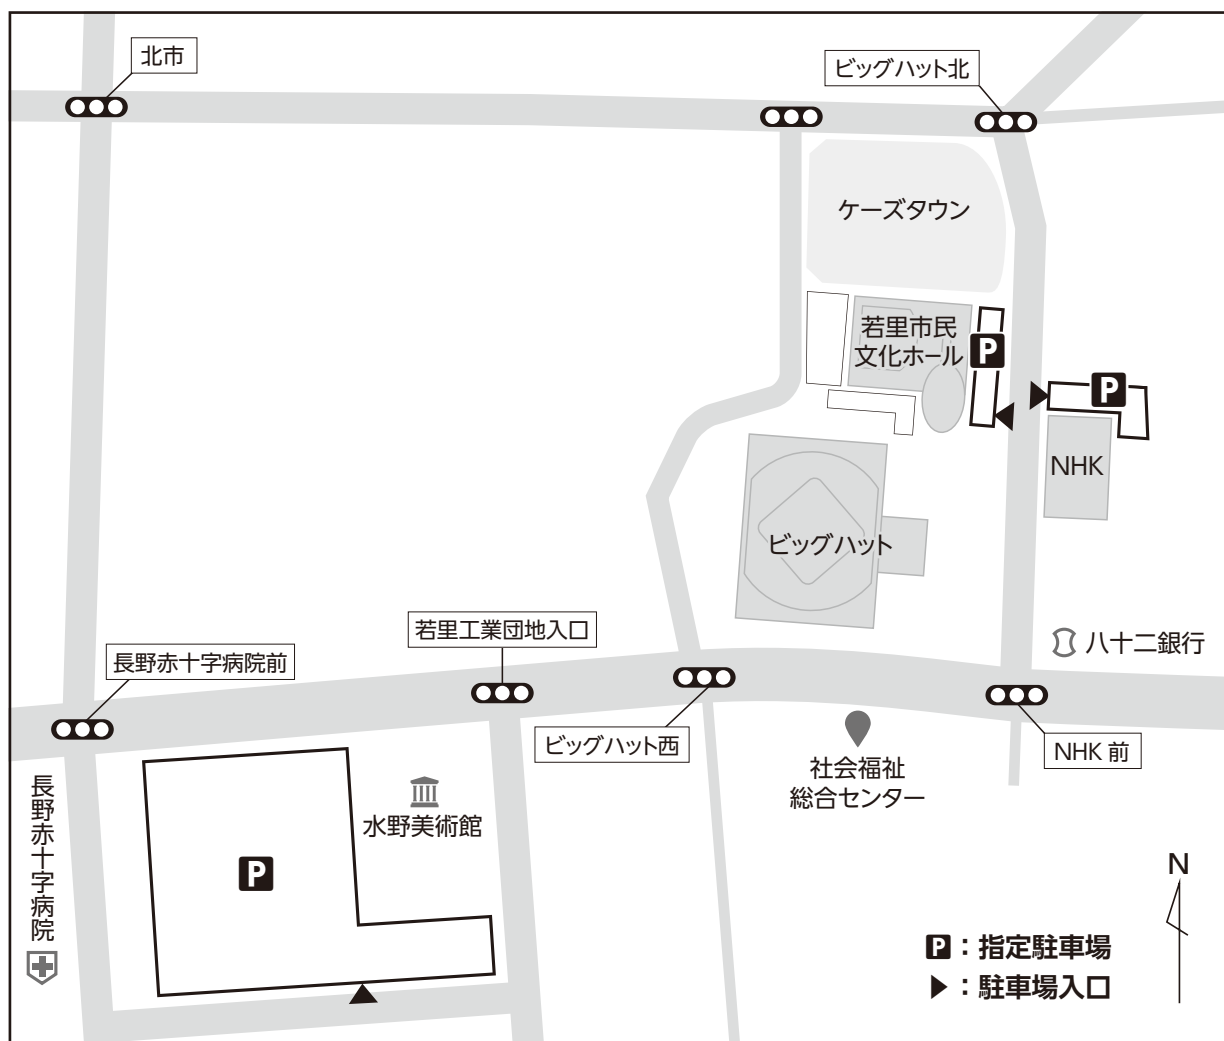 北市
ビッグハット北
ケーズタウン
若里市民
文化ホール
P
P
NHK
ビッグハット
若里工業団地入口
八十二銀行
長野赤十字病院前
ビッグハット西
NHK 前
社会福祉
総合センター
長野赤十字病院
水野美術館
P
N
P：指定駐車場
▶：駐車場入口